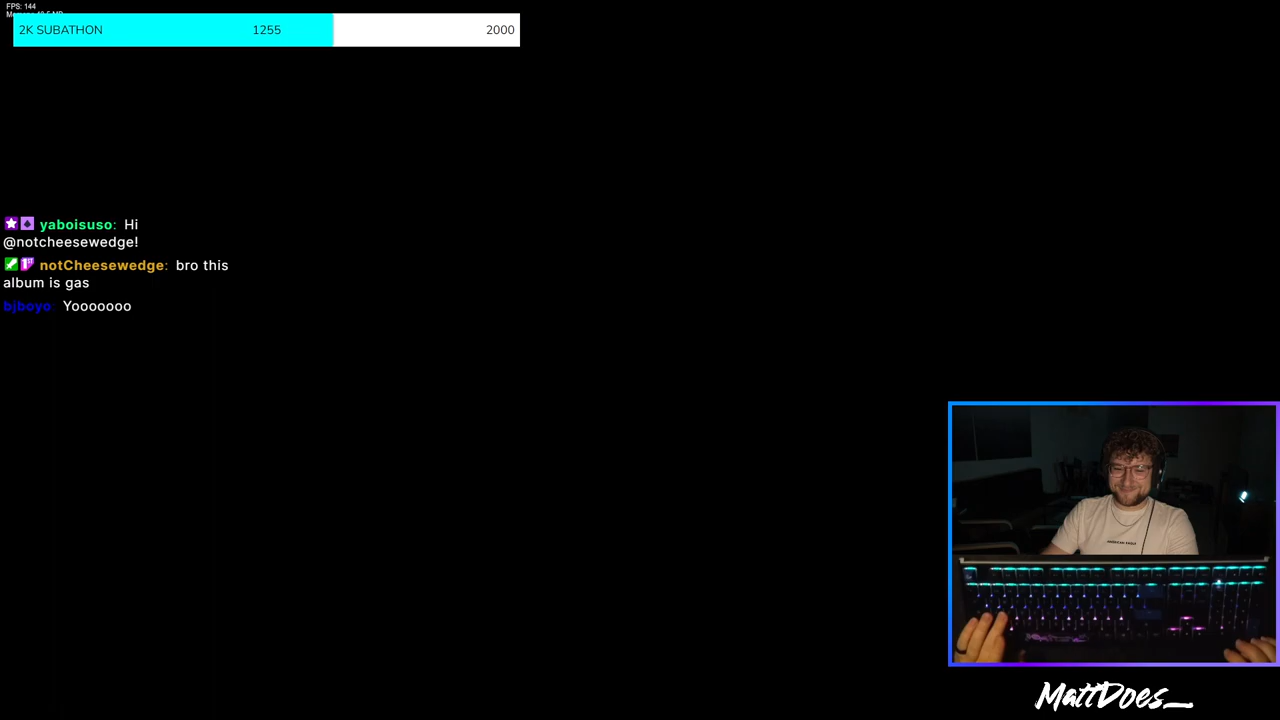 FPS: 144
2K SUBATHON 1255 2000
yaboisuso: Hi
@notcheesewedge!
notCheesewedge: bro this
album is gas
bjboyo: Yooooooo
MattDoes_